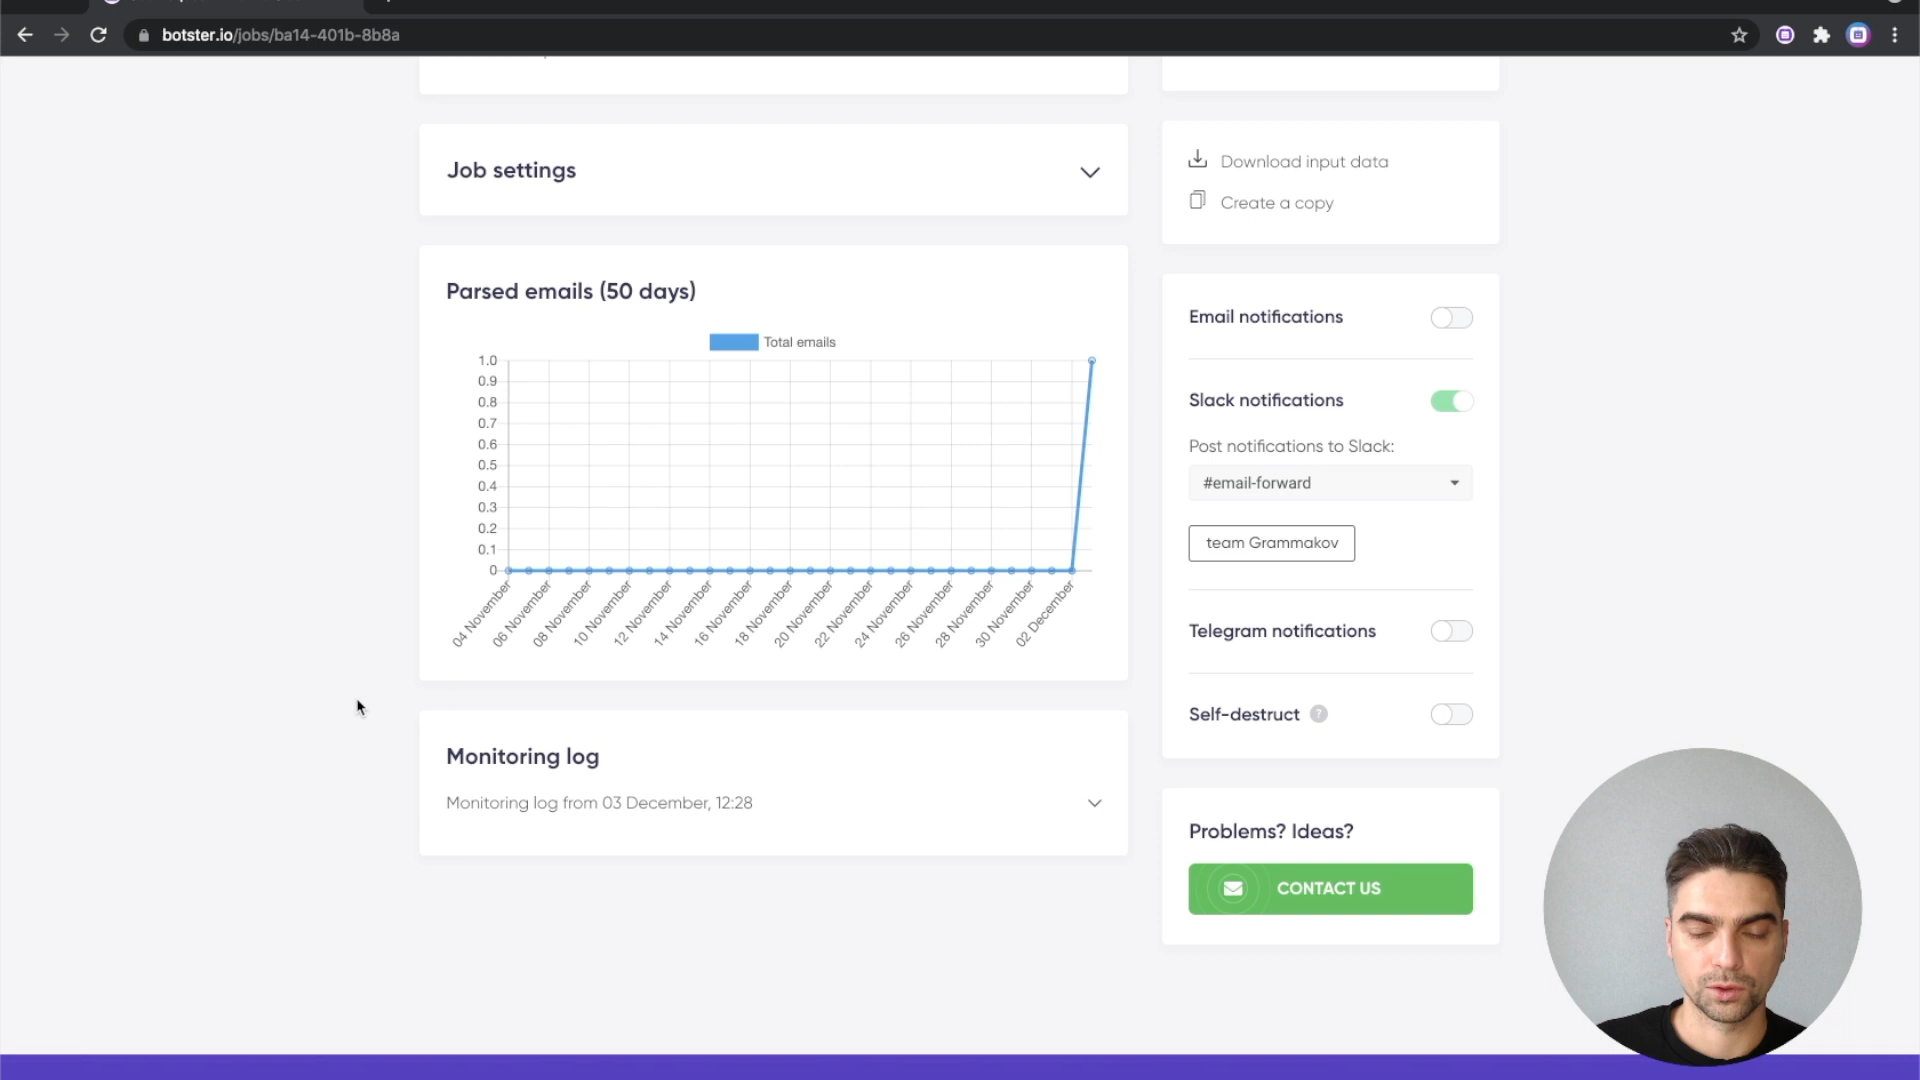 botster.io/jobs/ba14-401b-8b8a
Job settings
Download input data
Create a copy
Parsed emails (50 days)
Total emails
1.0
0.9
0.8
0.7
0.6
0.5
0.4
0.3
0.2
0.1
0
04 November
06 November
08 November
10 November
12 November
14 November
16 November
18 November
20 November
22 November
24 November
26 November
28 November
30 November
02 December
Email notifications
Slack notifications
Post notifications to Slack:
#email-forward
team Grammakov
Telegram notifications
Self-destruct ?
Monitoring log
Monitoring log from 03 December, 12:28
Problems? Ideas?
CONTACT US